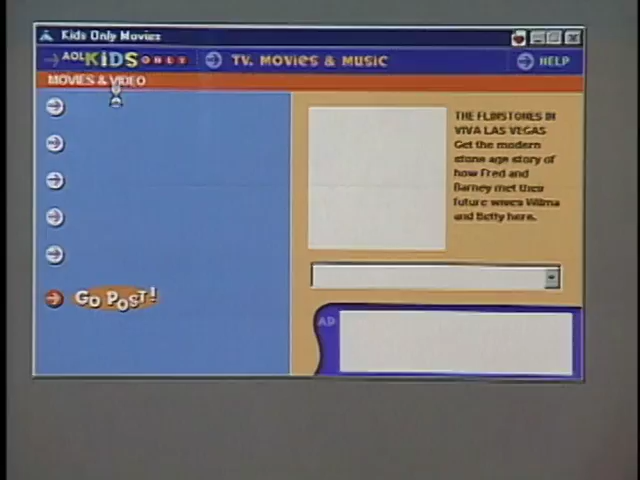 Kids Only Movies
AOL KIDS ONLY
TV, MOVIES & MUSIC
HELP
MOVIES & VIDEO
THE FLINSTONES IN
VIVA LAS VEGAS
Get the modern
stone age story of
how Fred and
Barney met their
future wives Wilma
and Betty here.
GO POST!
AD